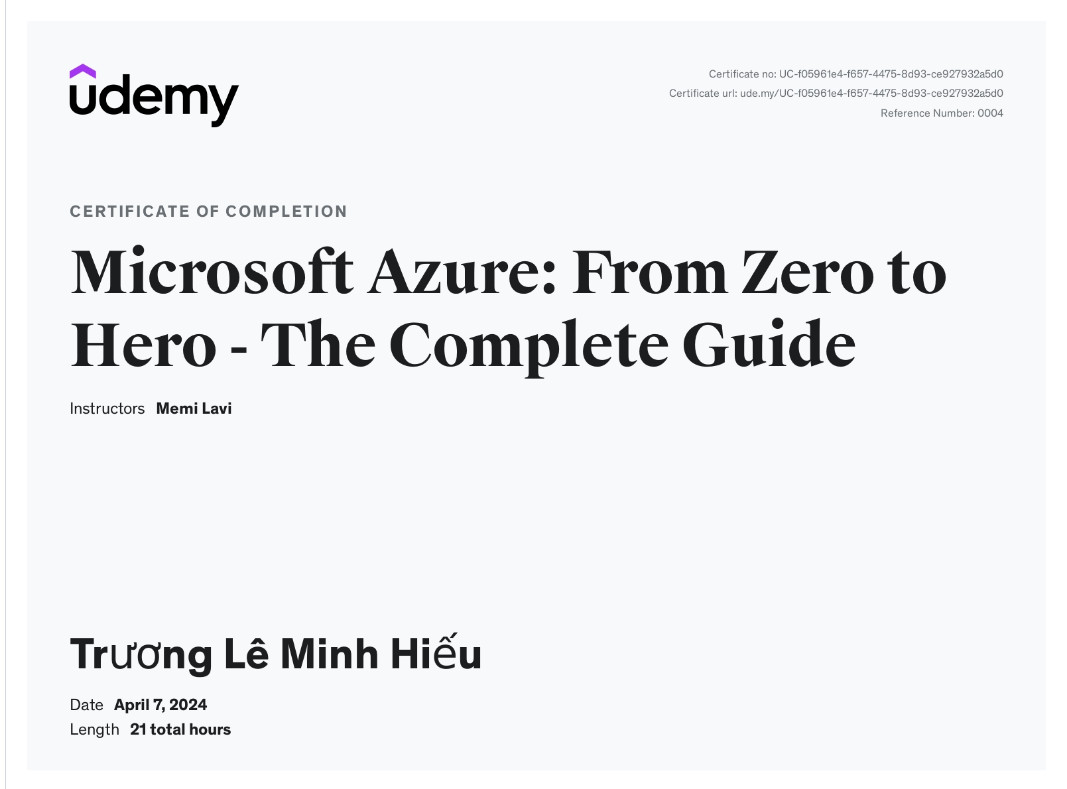 udemy
Certificate no: UC-f05961e4-f657-4475-8d93-ce927932a5d0
Certificate url: ude.my/UC-f05961e4-f657-4475-8d93-ce927932a5d0
Reference Number: 0004
CERTIFICATE OF COMPLETION
Microsoft Azure: From Zero to
Hero - The Complete Guide
Instructors Memi Lavi
Trương Lê Minh Hiếu
Date April 7, 2024
Length 21 total hours